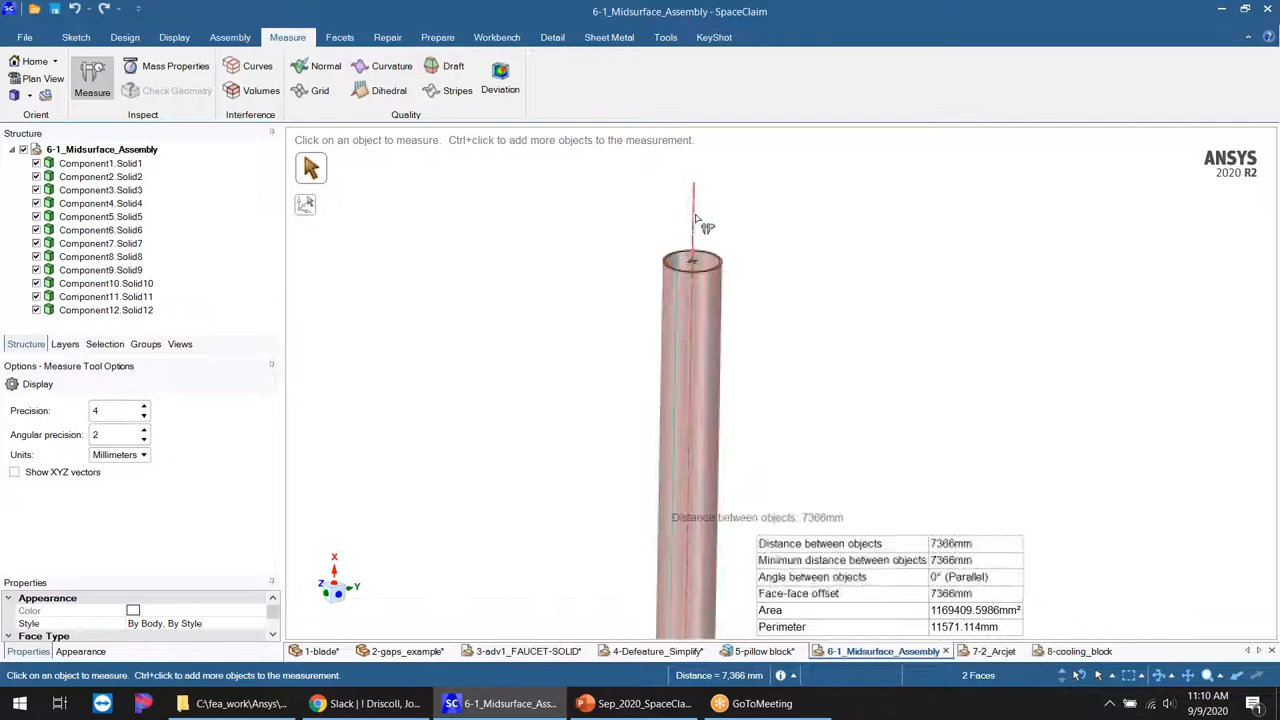 6-1_Midsurface_Assembly - SpaceClaim
File Sketch Design Display Assembly Measure Facets Repair Prepare Workbench Detail Sheet Metal Tools KeyShot
Home
Plan View
Orient
Measure
Mass Properties
Check Geometry
Inspect
Curves
Volumes
Interference
Normal Curvature Draft
Grid Dihedral Stripes
Deviation
Quality
Structure
6-1_Midsurface_Assembly
Component1.Solid1
Component2.Solid2
Component3.Solid3
Component4.Solid4
Component5.Solid5
Component6.Solid6
Component7.Solid7
Component8.Solid8
Component9.Solid9
Component10.Solid10
Component11.Solid11
Component12.Solid12
Structure Layers Selection Groups Views
Options - Measure Tool Options
Display
Precision: 4
Angular precision: 2
Units: Millimeters
Show XYZ vectors
Properties
Appearance
Color
Style By Body, By Style
Face Type
Properties Appearance
Click on an object to measure. Ctrl+click to add more objects to the measurement.
ANSYS
2020 R2
X
Z
Y
Distance between objects: 7366mm
Distance between objects 7366mm
Minimum distance between objects 7366mm
Angle between objects 0° (Parallel)
Face-face offset 7366mm
Area 1169409.5986mm²
Perimeter 11571.114mm
1-blade* 2-gaps_example* 3-adv1_FAUCET-SOLID* 4-Defeature_Simplify* 5-pillow block* 6-1_Midsurface_Assembly 7-2_Arcjet 8-cooling_block
Click on an object to measure. Ctrl+click to add more objects to the measurement. Distance = 7,366 mm 2 Faces
C:\fea_work\Ansys\... Slack | ! Driscoll, Jo... 6-1_Midsurface_Ass... Sep_2020_SpaceCla... GoToMeeting
11:10 AM
9/9/2020